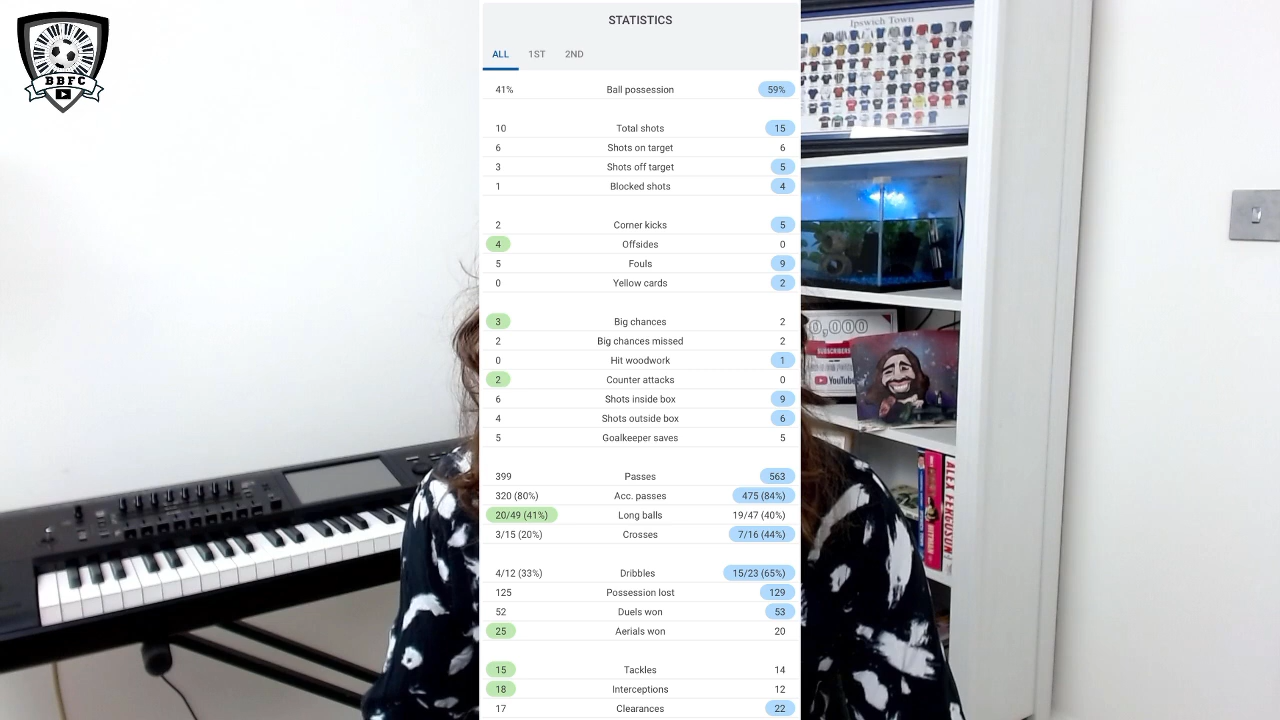 BBFC
STATISTICS
ALL 1ST 2ND
41% Ball possession 59%
10 Total shots 15
6 Shots on target 6
3 Shots off target 5
1 Blocked shots 4
2 Corner kicks 5
4 Offsides 0
5 Fouls 9
0 Yellow cards 2
3 Big chances 2
2 Big chances missed 2
0 Hit woodwork 1
2 Counter attacks 0
6 Shots inside box 9
4 Shots outside box 6
5 Goalkeeper saves 5
399 Passes 563
320 (80%) Acc. passes 475 (84%)
20/49 (41%) Long balls 19/47 (40%)
3/15 (20%) Crosses 7/16 (44%)
/12 (33% Dribbles 15/23 (65%)
125 Possession lost 129
52 Duels won 53
25 Aerials won 20
15 Tackles 14
18 Interceptions 12
17 Clearances 22
Ipswich Town
0,000
SUBSCRIBERS
YouTube
HITMAN
ALEX FERGUSON